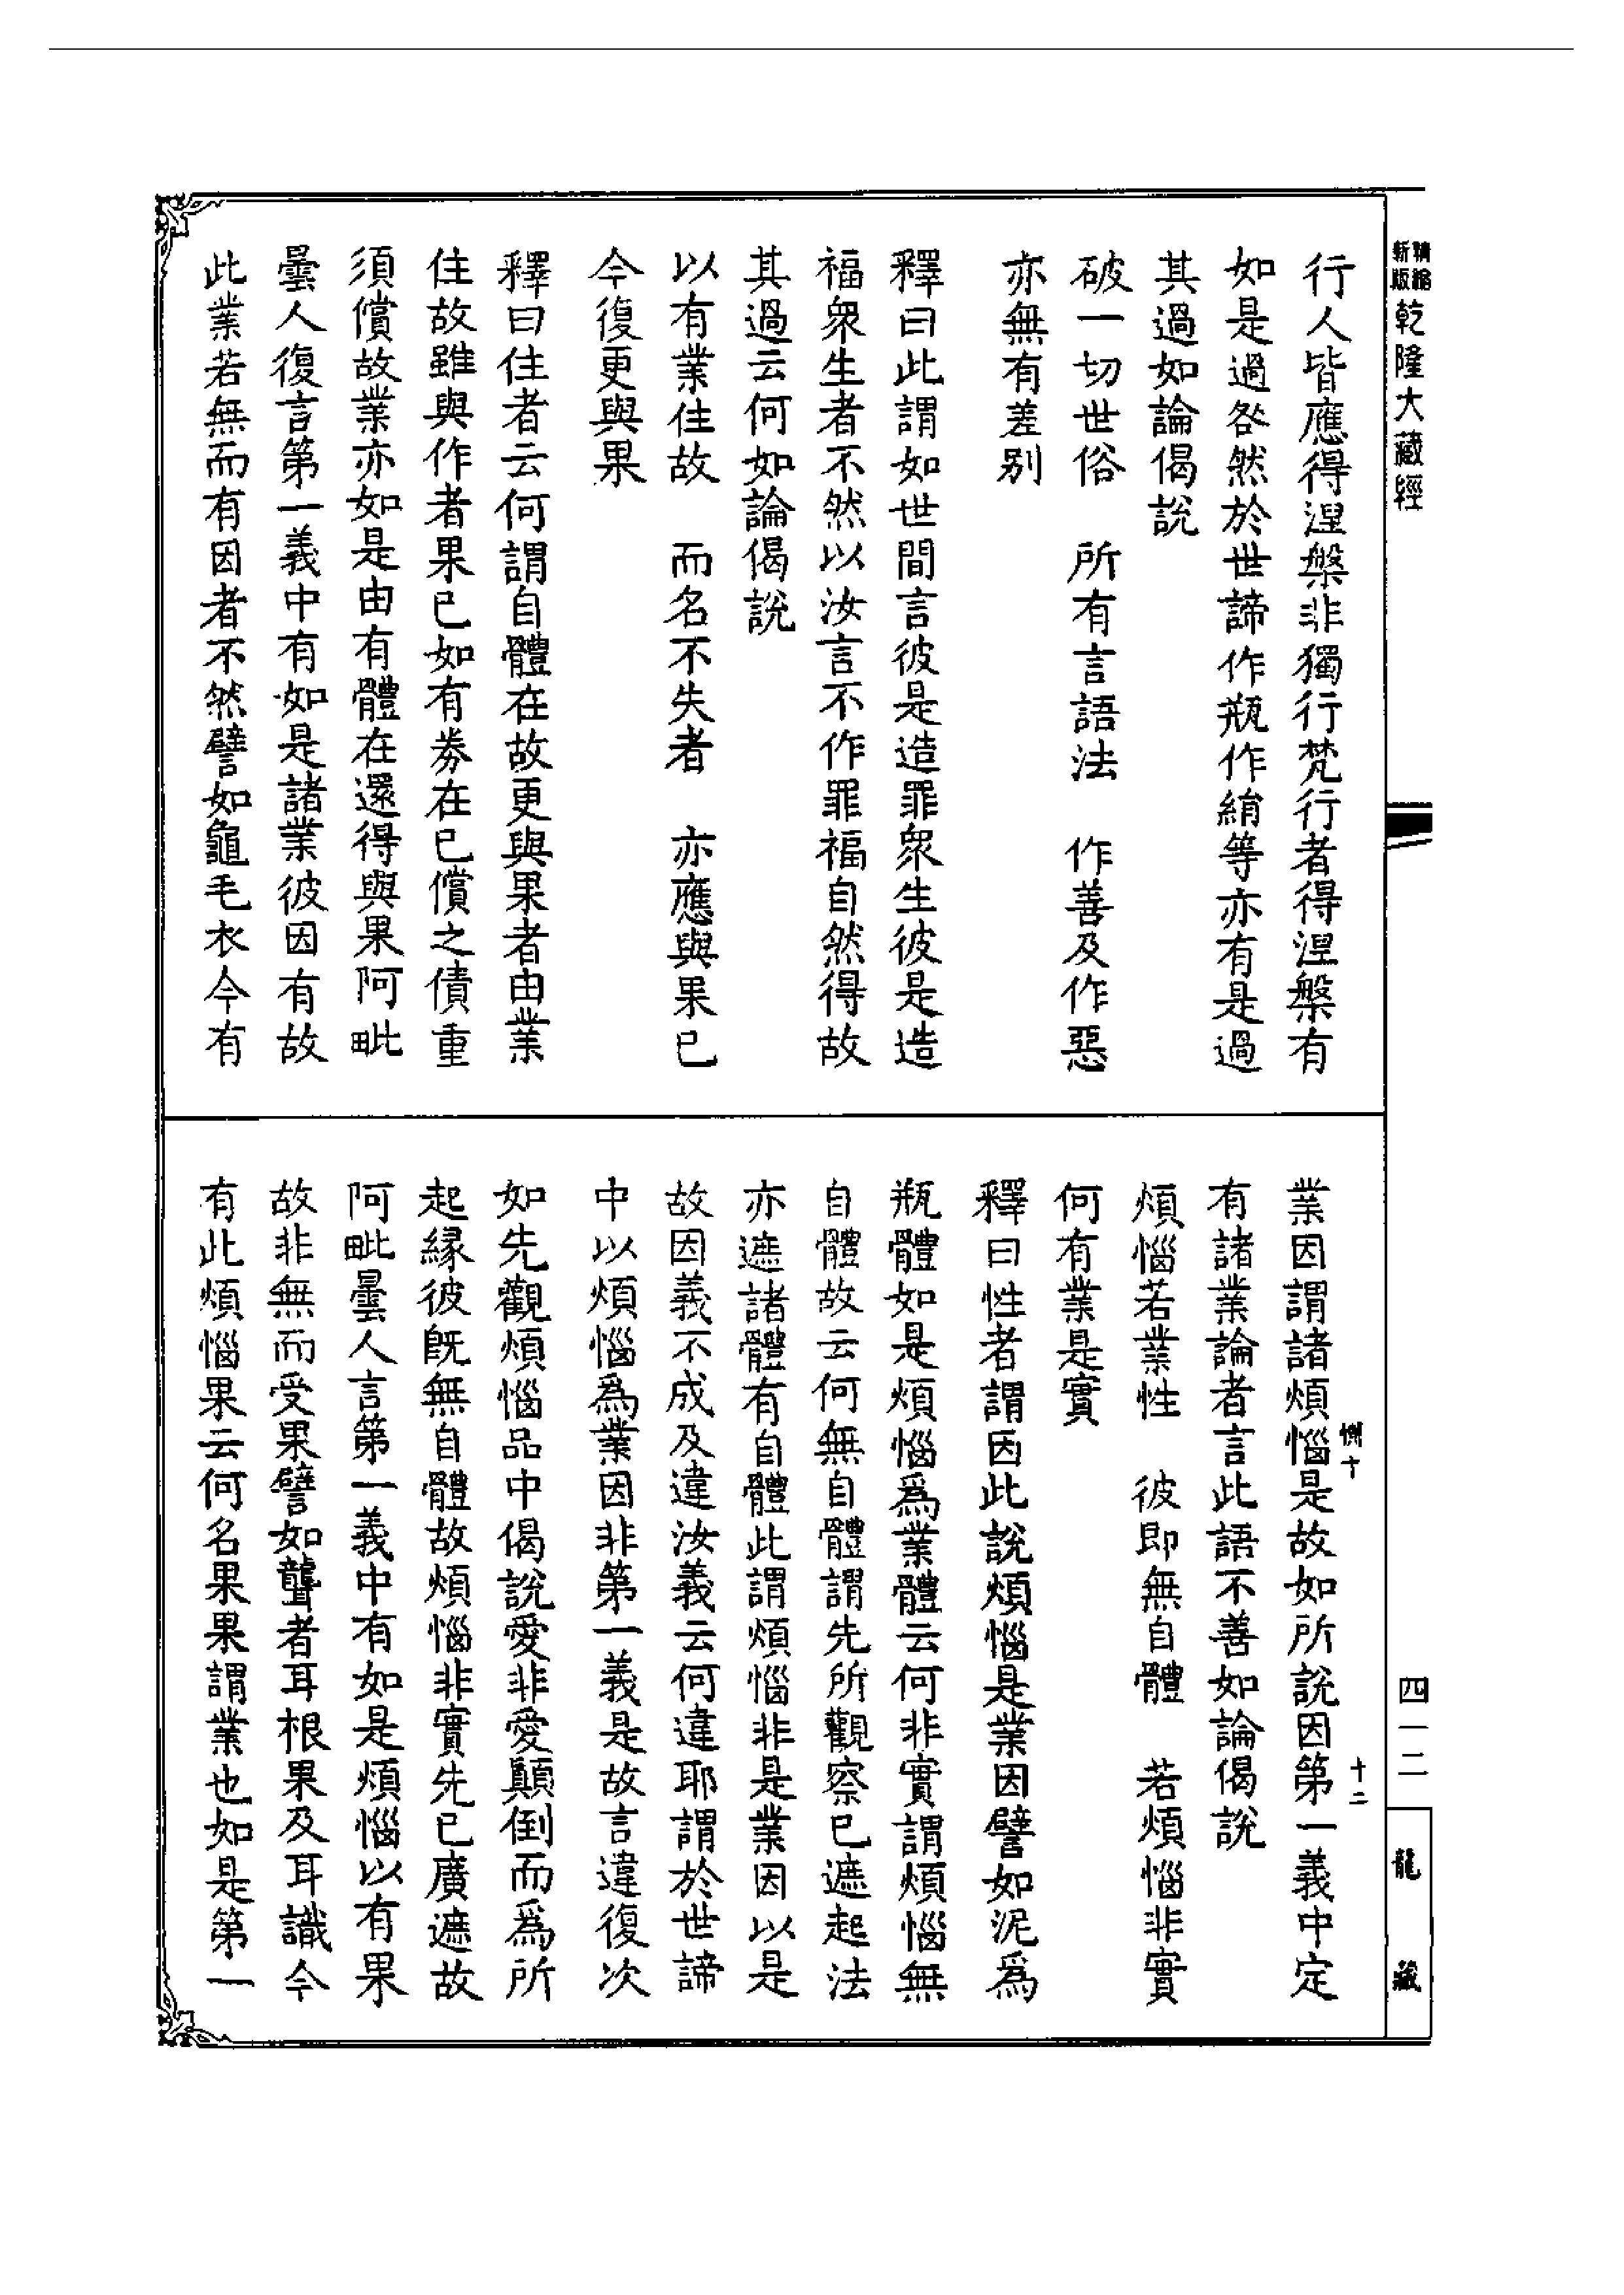 精縮新版乾隆大藏經
行人皆應得涅槃非獨行梵行者得涅槃有
如是過咎然於世諦作瓶作絹等亦有是過
其過如論偈說
破一切世俗　所有言語法　作善及作惡
亦無有差別
釋曰此謂如世間言彼是造罪眾生彼是造
福眾生者不然以汝言不作罪福自然得故
其過云何如論偈說
以有業住故　而名不失者　亦應與果已
今復更與果
釋曰住者云何謂自體在故更與果者由業
住故雖與作者果已如有券在已償之債重
須償故業亦如是由有體在還得與果阿毗
曇人復言第一義中有如是諸業彼因有故
此業若無而有因者不然譬如龜毛衣今有
業因謂諸煩惱是故如所說因第一義中定
有諸業論者言此語不善如論偈說
煩惱若業性　彼即無自體　若煩惱非實
何有業是實
釋曰性者謂因此說煩惱是業因譬如泥為
瓶體如是煩惱為業體云何非實謂煩惱無
自體故云何無自體謂先所觀察已遮起法
亦遮諸體有自體此謂煩惱非是業因以是
故因義不成及違汝義云何違耶謂於世諦
中以煩惱為業因非第一義是故言違復次
如先觀煩惱品中偈說愛非愛顛倒而為所
起緣彼既無自體故煩惱非實先已廣遮故
阿毗曇人言第一義中有如是煩惱以有果
故非無而受果譬如聾者耳根果及耳識今
有此煩惱果云何名果果謂業也如是第一
十
十二
四一二
龍藏